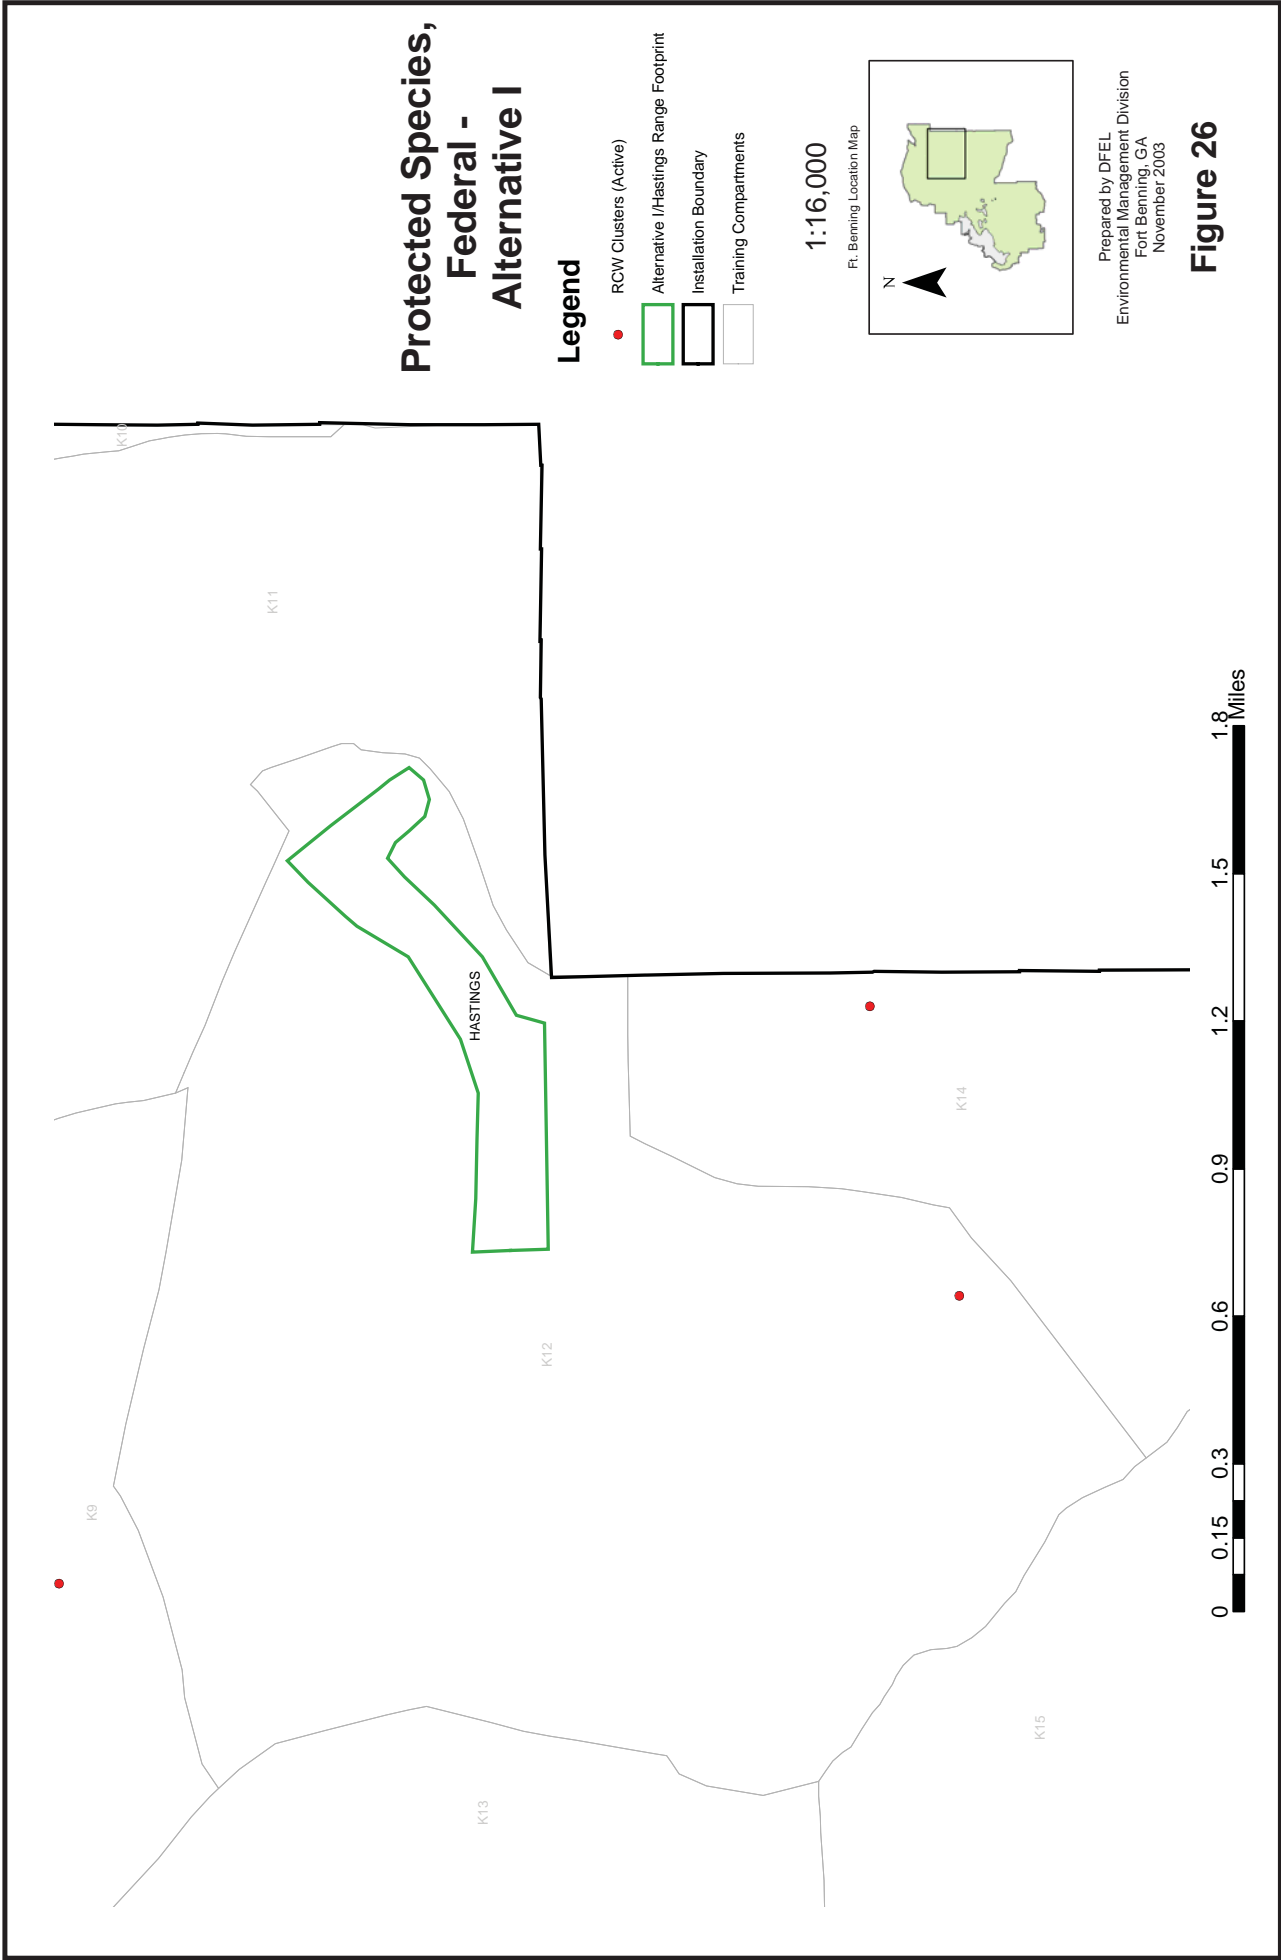 Protected Species,
Federal -
Alternative I
Legend
RCW Clusters (Active)
Alternative I/Hastings Range Footprint
Installation Boundary
Training Compartments
1:16,000
Ft. Benning Location Map
N
Prepared by DFEL
Environmental Management Division
Fort Benning, GA
November 2003
Figure 26
K10
K11
K9
HASTINGS
K12
K14
K13
K15
0 0.15 0.3 0.6 0.9 1.2 1.5 1.8
Miles